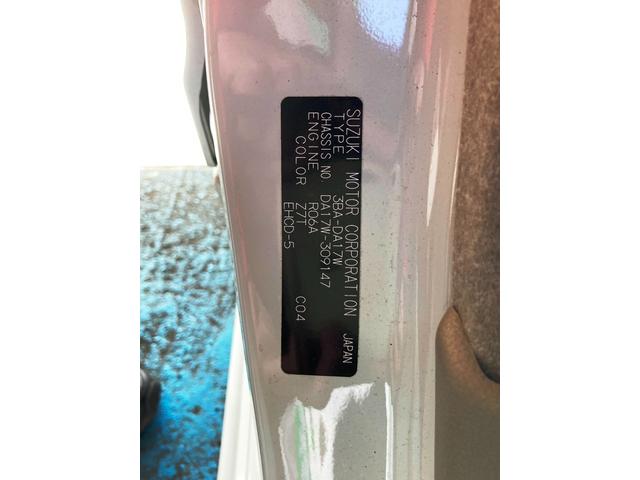 SUZUKI MOTOR CORPORATION JAPAN
TYPE 3BA-DA17W
CHASSIS NO. DA17W-309147
ENGINE R06A
COLOR Z7T C04
EHCD-5